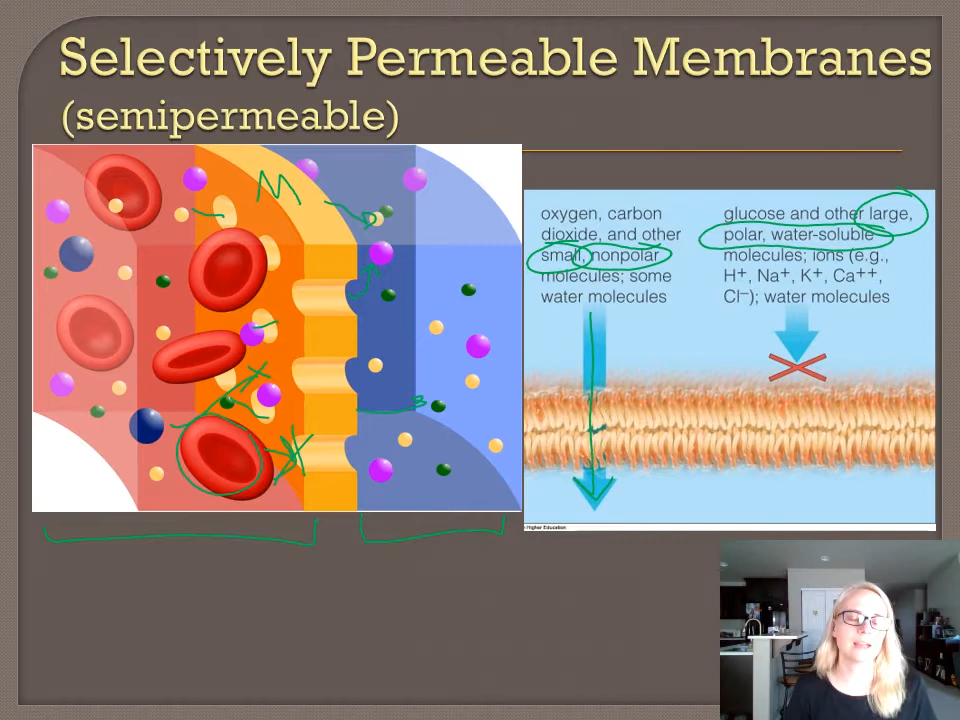 Selectively Permeable Membranes
(semipermeable)
M
oxygen, carbon
dioxide, and other
small, nonpolar
molecules; some
water molecules
glucose and other large,
polar, water-soluble
molecules; ions (e.g.,
H+, Na+, K+, Ca++,
Cl–); water molecules
Higher Education